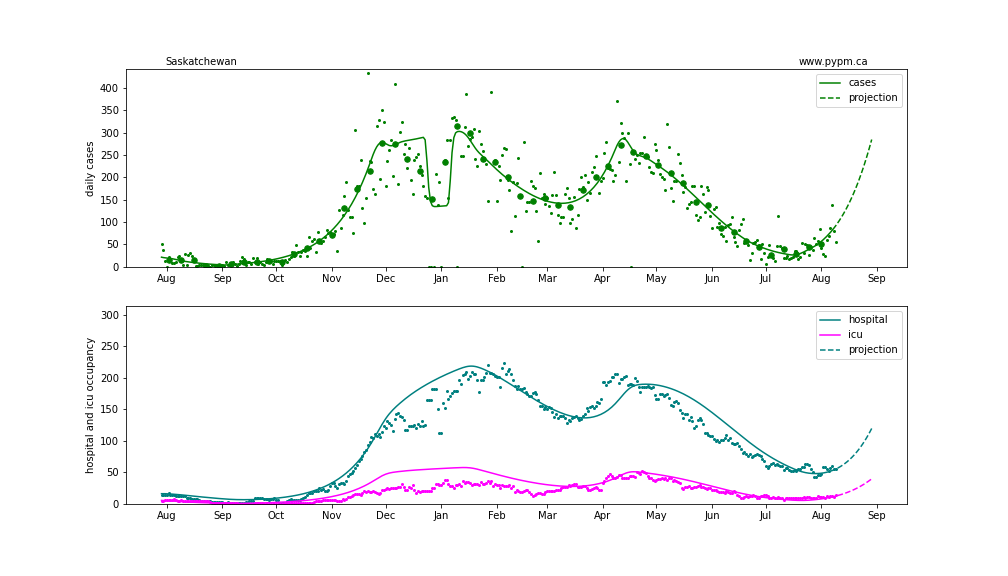 Saskatchewan www.pypm.ca
daily cases
400
350
300
250
200
150
100
50
0
cases
projection
Aug Sep Oct Nov Dec Jan Feb Mar Apr May Jun Jul Aug Sep
hospital and icu occupancy
300
250
200
150
100
50
0
hospital
icu
projection
Aug Sep Oct Nov Dec Jan Feb Mar Apr May Jun Jul Aug Sep